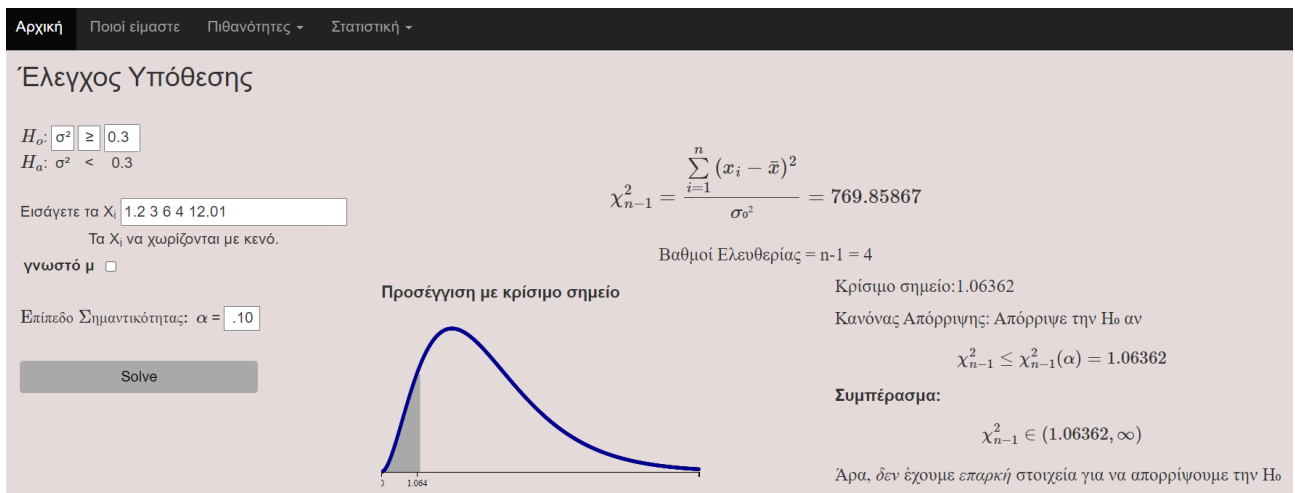 Αρχική Ποιοί είμαστε Πιθανότητες Στατιστική
Έλεγχος Υπόθεσης
Hₒ: σ² ≥ 0.3
Hₐ: σ² < 0.3
Εισάγετε τα Xᵢ 1.2 3 6 4 12.01
Τα Xᵢ να χωρίζονται με κενό.
γνωστό μ
Επίπεδο Σημαντικότητας: α = .10
Solve
χ²ₙ₋₁ = ∑ⁿᵢ₌₁ (xᵢ − x̄)² / σ₀² = 769.85867
Βαθμοί Ελευθερίας = n-1 = 4
Προσέγγιση με κρίσιμο σημείο
1.064
Κρίσιμο σημείο:1.06362
Κανόνας Απόρριψης: Απόρριψε την H₀ αν
χ²ₙ₋₁ ≤ χ²ₙ₋₁(α) = 1.06362
Συμπέρασμα:
χ²ₙ₋₁ ∈ (1.06362, ∞)
Άρα, δεν έχουμε επαρκή στοιχεία για να απορρίψουμε την H₀